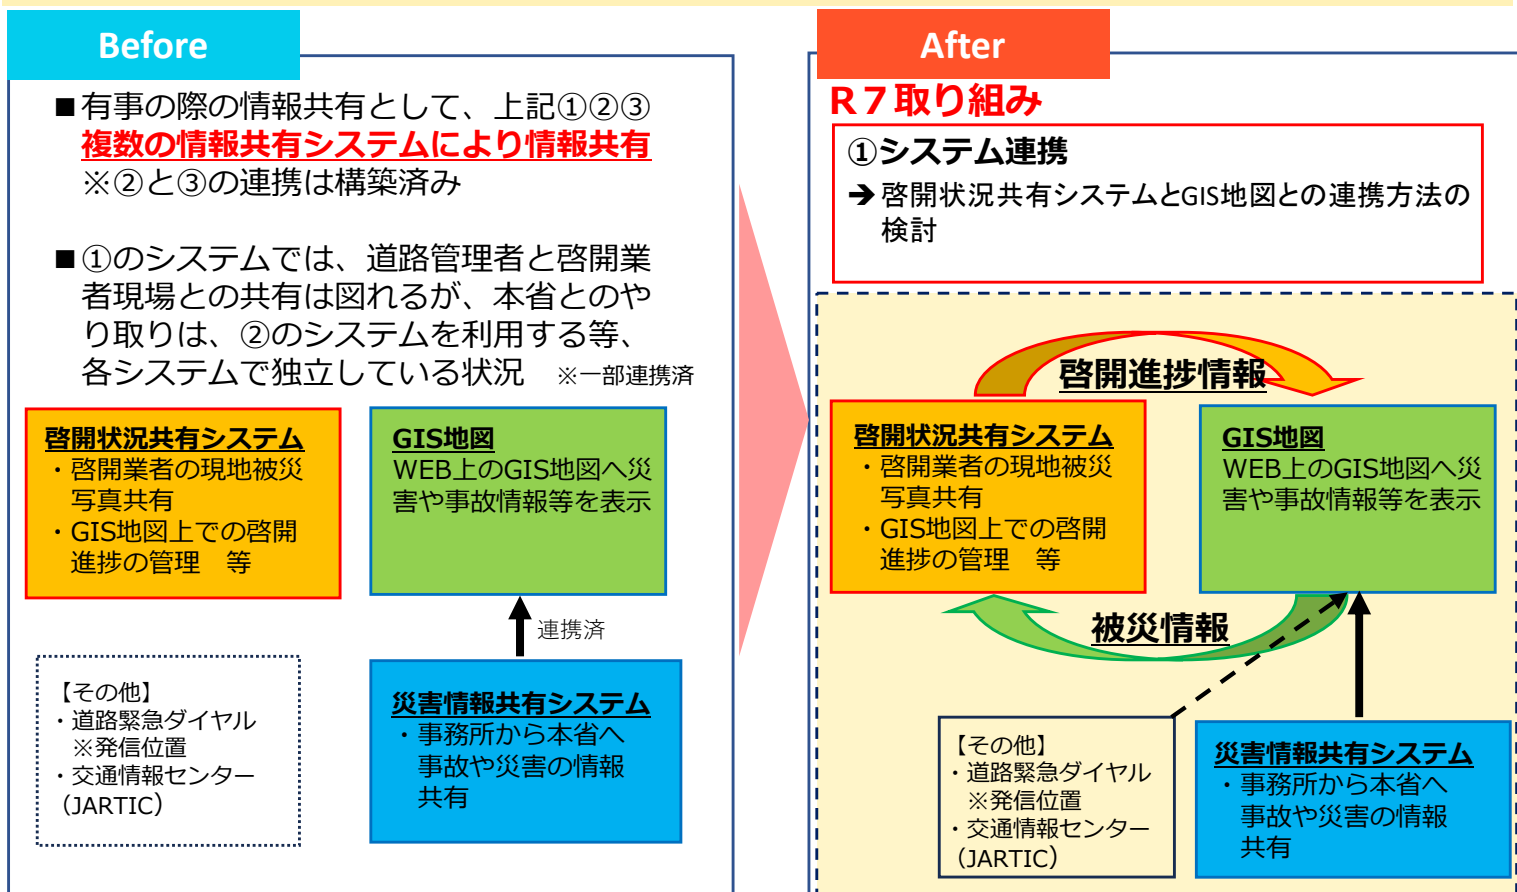 Before
■有事の際の情報共有として、上記①②③
複数の情報共有システムにより情報共有
※②と③の連携は構築済み
■①のシステムでは、道路管理者と啓開業
者現場との共有は図れるが、本省とのや
り取りは、②のシステムを利用する等、
各システムで独立している状況　※一部連携済
啓開状況共有システム
・啓開業者の現地被災
写真共有
・GIS地図上での啓開
進捗の管理　等
GIS地図
WEB上のGIS地図へ災
害や事故情報等を表示
連携済
【その他】
・道路緊急ダイヤル
※発信位置
・交通情報センター
（JARTIC）
災害情報共有システム
・事務所から本省へ
事故や災害の情報
共有
After
R７取り組み
①システム連携
➔啓開状況共有システムとGIS地図との連携方法の
検討
啓開進捗情報
啓開状況共有システム
・啓開業者の現地被災
写真共有
・GIS地図上での啓開
進捗の管理　等
GIS地図
WEB上のGIS地図へ災
害や事故情報等を表示
被災情報
【その他】
・道路緊急ダイヤル
※発信位置
・交通情報センター
（JARTIC）
災害情報共有システム
・事務所から本省へ
事故や災害の情報
共有